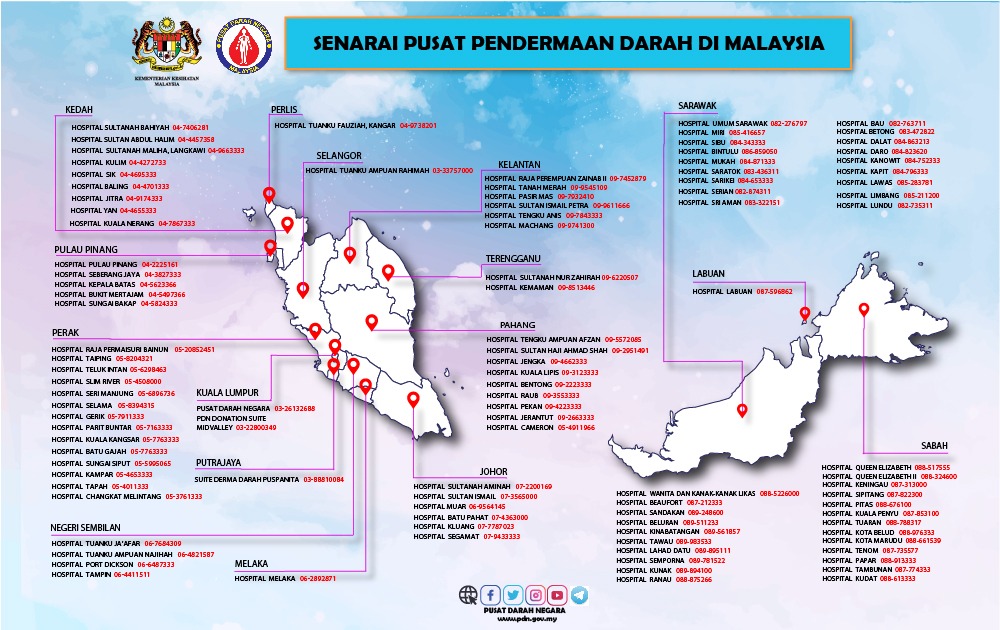 SENARAI PUSAT PENDERMAAN DARAH DI MALAYSIA
KEMENTERIAN KESIHATAN
MALAYSIA
PUSAT DARAH NEGARA
MALAYSIA
KEDAH
HOSPITAL SULTANAH BAHIYAH 04-7406281
HOSPITAL SULTAN ABDUL HALIM 04-4457358
HOSPITAL SULTANAH MALIHA, LANGKAWI 04-9663333
HOSPITAL KULIM 04-4272733
HOSPITAL SIK 04-4695333
HOSPITAL BALING 04-4701333
HOSPITAL JITRA 04-9174333
HOSPITAL YAN 04-4655333
HOSPITAL KUALA NERANG 04-7867333
PERLIS
HOSPITAL TUANKU FAUZIAH, KANGAR 04-9738201
SELANGOR
HOSPITAL TUANKU AMPUAN RAHIMAH 03-33757000
KELANTAN
HOSPITAL RAJA PEREMPUAN ZAINAB II 09-7452879
HOSPITAL TANAH MERAH 09-9545109
HOSPITAL PASIR MAS 09-7932410
HOSPITAL SULTAN ISMAIL PETRA 09-9611666
HOSPITAL TENGKU ANIS 09-7843333
HOSPITAL MACHANG 09-9741300
TERENGGANU
HOSPITAL SULTANAH NUR ZAHIRAH 09-6220507
HOSPITAL KEMAMAN 09-8513446
PAHANG
HOSPITAL TENGKU AMPUAN AFZAN 09-5572085
HOSPITAL SULTAN HAJI AHMAD SHAH 09-2951491
HOSPITAL JENGKA 09-4662333
HOSPITAL KUALA LIPIS 09-3123333
HOSPITAL BENTONG 09-2223333
HOSPITAL RAUB 09-3553333
HOSPITAL PEKAN 09-4223333
HOSPITAL JERANTUT 09-2663333
HOSPITAL CAMERON 05-4911966
PULAU PINANG
HOSPITAL PULAU PINANG 04-2225161
HOSPITAL SEBERANG JAYA 04-3827333
HOSPITAL KEPALA BATAS 04-5623366
HOSPITAL BUKIT MERTAJAM 04-5497366
HOSPITAL SUNGAI BAKAP 04-5824333
PERAK
HOSPITAL RAJA PERMAISURI BAINUN 05-20852451
HOSPITAL TAIPING 05-8204321
HOSPITAL TELUK INTAN 05-6298463
HOSPITAL SLIM RIVER 05-4508000
HOSPITAL SERI MANJUNG 05-6896736
HOSPITAL SELAMA 05-8394315
HOSPITAL GERIK 05-7911333
HOSPITAL PARIT BUNTAR 05-7163333
HOSPITAL KUALA KANGSAR 05-7763333
HOSPITAL BATU GAJAH 05-7763333
HOSPITAL SUNGAI SIPUT 05-5995065
HOSPITAL KAMPAR 05-4653333
HOSPITAL TAPAH 05-4011333
HOSPITAL CHANGKAT MELINTANG 05-3761333
KUALA LUMPUR
PUSAT DARAH NEGARA 03-26132688
PDN DONATION SUITE
MIDVALLEY 03-22800349
PUTRAJAYA
SUITE DERMA DARAH PUSPANITA 03-88810084
NEGERI SEMBILAN
HOSPITAL TUANKU JA'AFAR 06-7684309
HOSPITAL TUANKU AMPUAN NAJIHAH 06-4821587
HOSPITAL PORT DICKSON 06-6487333
HOSPITAL TAMPIN 06-4411511
MELAKA
HOSPITAL MELAKA 06-2892871
JOHOR
HOSPITAL SULTANAH AMINAH 07-2200169
HOSPITAL SULTAN ISMAIL 07-3565000
HOSPITAL MUAR 06-9564145
HOSPITAL BATU PAHAT 07-4363000
HOSPITAL KLUANG 07-7787023
HOSPITAL SEGAMAT 07-9433333
SARAWAK
HOSPITAL UMUM SARAWAK 082-276797
HOSPITAL MIRI 085-416657
HOSPITAL SIBU 084-343333
HOSPITAL BINTULU 086-859050
HOSPITAL MUKAH 084-871333
HOSPITAL SARATOK 083-436311
HOSPITAL SARIKEI 084-653333
HOSPITAL SERIAN 082-874311
HOSPITAL SRI AMAN 083-322151
HOSPITAL BAU 082-763711
HOSPITAL BETONG 083-472822
HOSPITAL DALAT 084-863213
HOSPITAL DARO 084-823620
HOSPITAL KANOWIT 084-752333
HOSPITAL KAPIT 084-796333
HOSPITAL LAWAS 085-283781
HOSPITAL LIMBANG 085-211200
HOSPITAL LUNDU 082-735311
LABUAN
HOSPITAL LABUAN 087-596862
SABAH
HOSPITAL QUEEN ELIZABETH 088-517555
HOSPITAL QUEEN ELIZABETH II 088-324600
HOSPITAL KENINGAU 087-313000
HOSPITAL SIPITANG 087-822300
HOSPITAL PITAS 088-676100
HOSPITAL KUALA PENYU 087-853100
HOSPITAL TUARAN 088-788317
HOSPITAL KOTA BELUD 088-976333
HOSPITAL KOTA MARUDU 088-661539
HOSPITAL TENOM 087-735577
HOSPITAL PAPAR 088-913333
HOSPITAL TAMBUNAN 087-774333
HOSPITAL KUDAT 088-613333
HOSPITAL WANITA DAN KANAK-KANAK LIKAS 088-5226000
HOSPITAL BEAUFORT 087-212333
HOSPITAL SANDAKAN 089-248600
HOSPITAL BELURAN 089-511233
HOSPITAL KINABATANGAN 089-561857
HOSPITAL TAWAU 089-983533
HOSPITAL LAHAD DATU 089-895111
HOSPITAL SEMPORNA 089-781522
HOSPITAL KUNAK 089-894100
HOSPITAL RANAU 088-875266
PUSAT DARAH NEGARA
www.pdn.gov.my